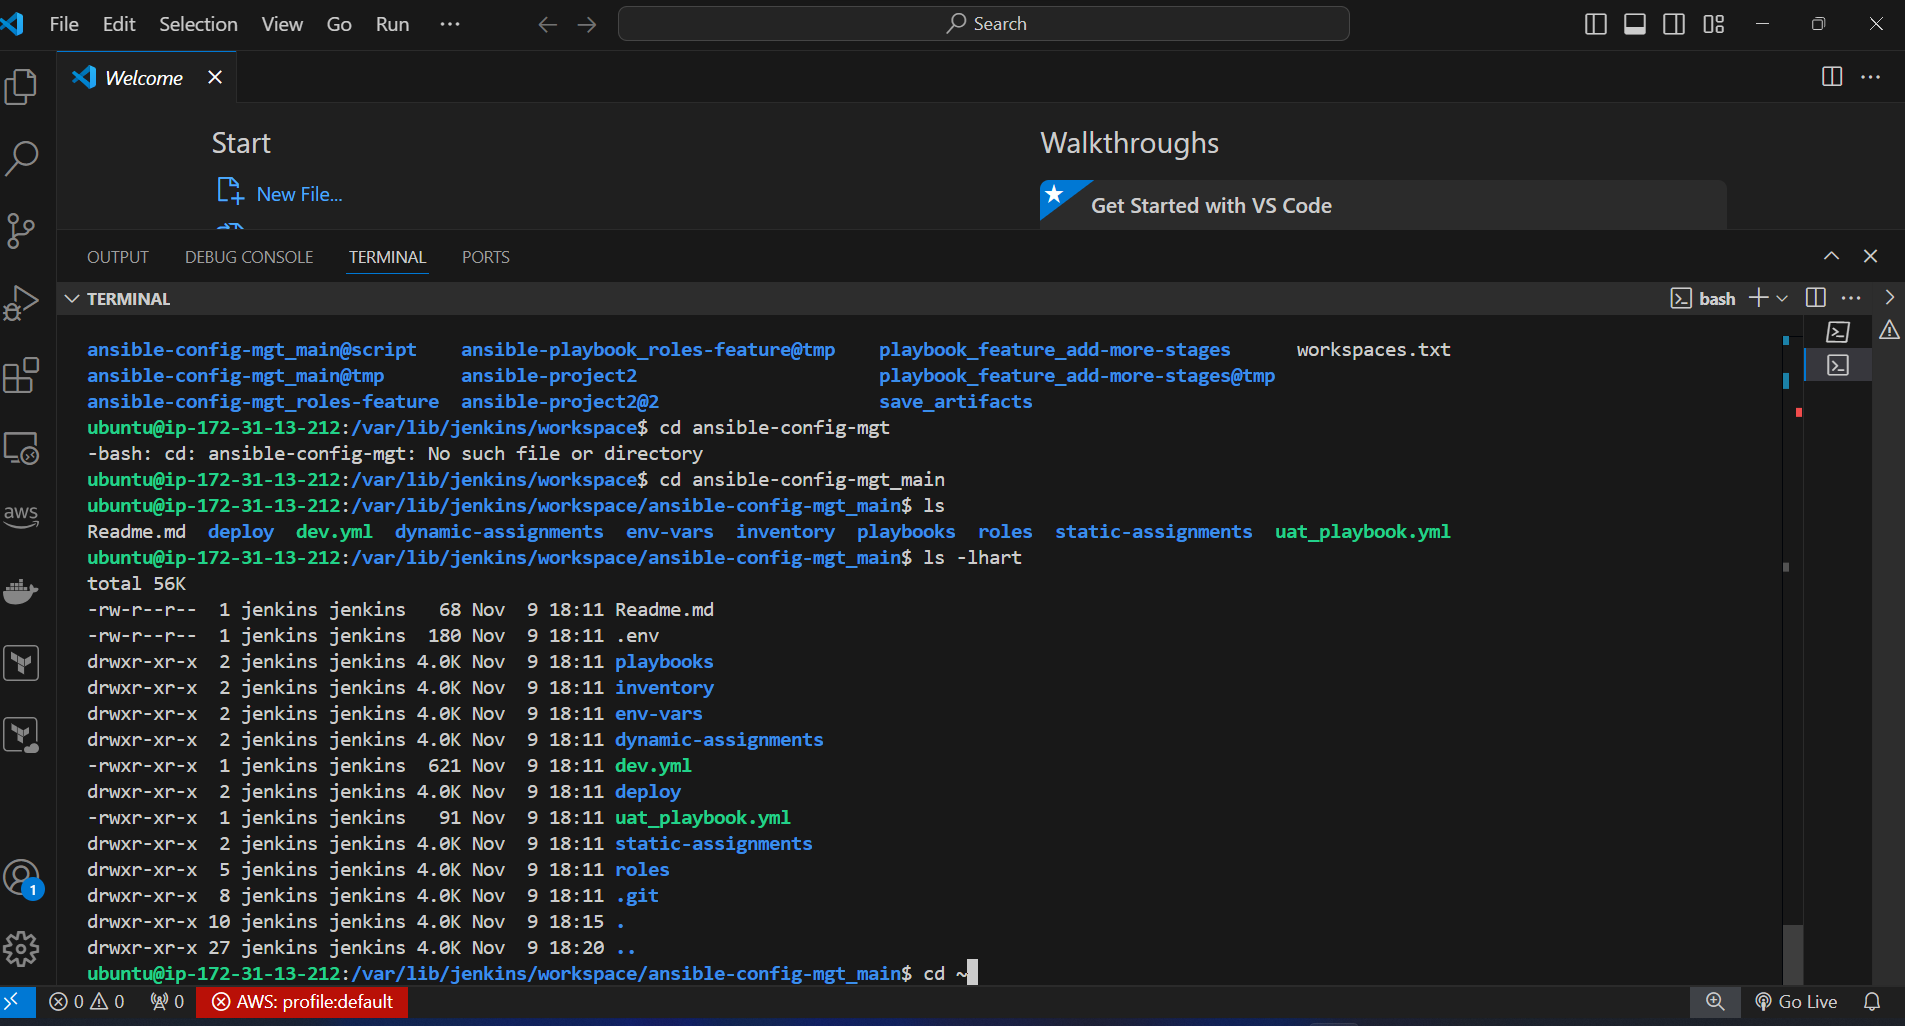 File Edit Selection View Go Run ··· Search
Welcome
Start
Walkthroughs
New File...
Get Started with VS Code
OUTPUT DEBUG CONSOLE TERMINAL PORTS
TERMINAL bash
ansible-config-mgt_main@script ansible-playbook_roles-feature@tmp playbook_feature_add-more-stages workspaces.txt
ansible-config-mgt_main@tmp ansible-project2 playbook_feature_add-more-stages@tmp
ansible-config-mgt_roles-feature ansible-project2@2 save_artifacts
ubuntu@ip-172-31-13-212:/var/lib/jenkins/workspace$ cd ansible-config-mgt
-bash: cd: ansible-config-mgt: No such file or directory
ubuntu@ip-172-31-13-212:/var/lib/jenkins/workspace$ cd ansible-config-mgt_main
ubuntu@ip-172-31-13-212:/var/lib/jenkins/workspace/ansible-config-mgt_main$ ls
Readme.md deploy dev.yml dynamic-assignments env-vars inventory playbooks roles static-assignments uat_playbook.yml
ubuntu@ip-172-31-13-212:/var/lib/jenkins/workspace/ansible-config-mgt_main$ ls -lhart
total 56K
-rw-r--r-- 1 jenkins jenkins 68 Nov 9 18:11 Readme.md
-rw-r--r-- 1 jenkins jenkins 180 Nov 9 18:11 .env
drwxr-xr-x 2 jenkins jenkins 4.0K Nov 9 18:11 playbooks
drwxr-xr-x 2 jenkins jenkins 4.0K Nov 9 18:11 inventory
drwxr-xr-x 2 jenkins jenkins 4.0K Nov 9 18:11 env-vars
drwxr-xr-x 2 jenkins jenkins 4.0K Nov 9 18:11 dynamic-assignments
-rwxr-xr-x 1 jenkins jenkins 621 Nov 9 18:11 dev.yml
drwxr-xr-x 2 jenkins jenkins 4.0K Nov 9 18:11 deploy
-rwxr-xr-x 1 jenkins jenkins 91 Nov 9 18:11 uat_playbook.yml
drwxr-xr-x 2 jenkins jenkins 4.0K Nov 9 18:11 static-assignments
drwxr-xr-x 5 jenkins jenkins 4.0K Nov 9 18:11 roles
drwxr-xr-x 8 jenkins jenkins 4.0K Nov 9 18:11 .git
drwxr-xr-x 10 jenkins jenkins 4.0K Nov 9 18:15 .
drwxr-xr-x 27 jenkins jenkins 4.0K Nov 9 18:20 ..
ubuntu@ip-172-31-13-212:/var/lib/jenkins/workspace/ansible-config-mgt_main$ cd ~
aws
1
0 0 0 AWS: profile:default Go Live